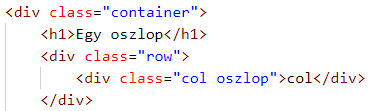 <div class="container">
<h1>Egy oszlop</h1>
<div class="row">
<div class="col oszlop">col</div>
</div>